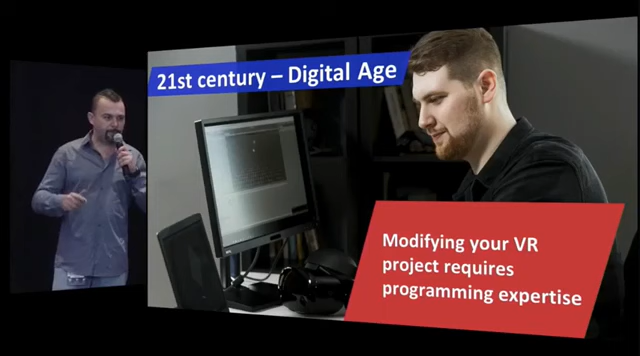 21st century – Digital Age
Modifying your VR
project requires
programming expertise